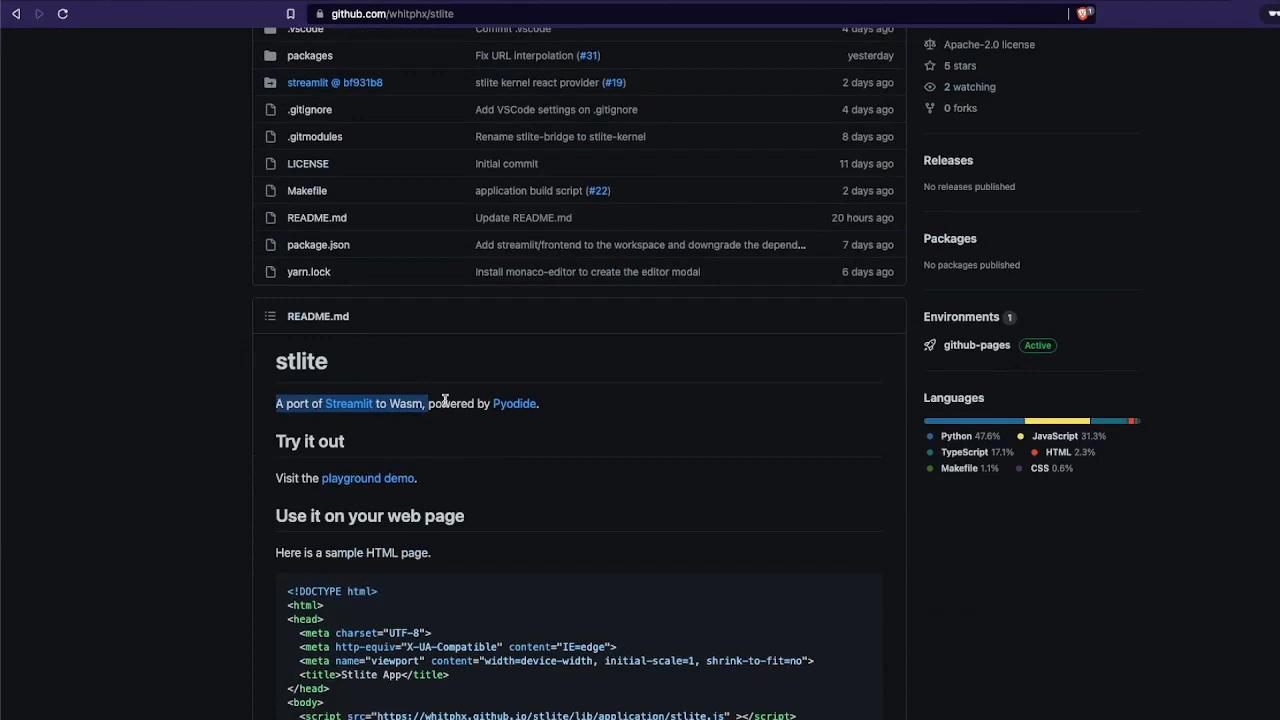 github.com/whitphx/stlite
1
.vscode Commit .vscode 4 days ago
packages Fix URL interpolation (#31) yesterday
streamlit @ bf931b8 stlite kernel react provider (#19) 2 days ago
.gitignore Add VSCode settings on .gitignore 4 days ago
.gitmodules Rename stlite-bridge to stlite-kernel 8 days ago
LICENSE Initial commit 11 days ago
Makefile application build script (#22) 2 days ago
README.md Update README.md 20 hours ago
package.json Add streamlit/frontend to the workspace and downgrade the depend... 7 days ago
yarn.lock Install monaco-editor to create the editor modal 6 days ago
README.md
stlite
A port of Streamlit to Wasm, powered by Pyodide.
Try it out
Visit the playground demo.
Use it on your web page
Here is a sample HTML page.
<!DOCTYPE html>
<html>
<head>
<meta charset="UTF-8">
<meta http-equiv="X-UA-Compatible" content="IE=edge">
<meta name="viewport" content="width=device-width, initial-scale=1, shrink-to-fit=no">
<title>Stlite App</title>
</head>
<body>
<script src="https://whitphx.github.io/stlite/lib/application/stlite.js" ></script>
Apache-2.0 license
5 stars
2 watching
0 forks
Releases
No releases published
Packages
No packages published
Environments 1
github-pages Active
Languages
Python 47.6% JavaScript 31.3%
TypeScript 17.1% HTML 2.3%
Makefile 1.1% CSS 0.6%